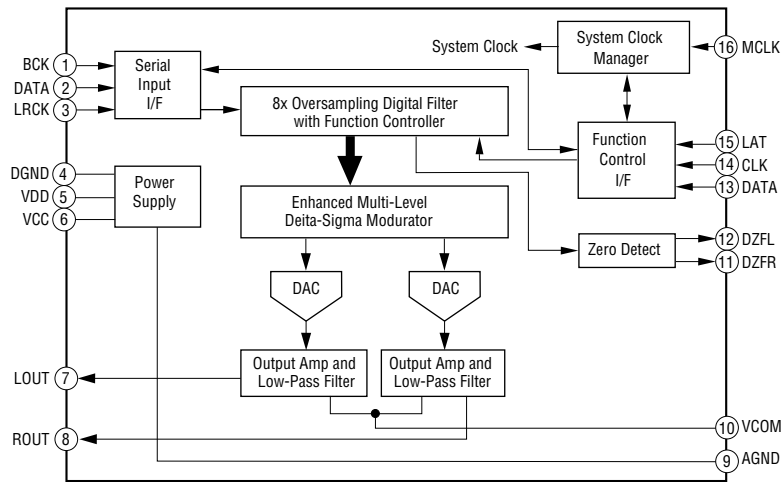 System Clock
System Clock
Manager
16 MCLK
BCK 1
DATA 2
LRCK 3
Serial
Input
I/F
8x Oversampling Digital Filter
with Function Controller
Function
Control
I/F
15 LAT
14 CLK
13 DATA
DGND 4
VDD 5
VCC 6
Power
Supply
Enhanced Multi-Level
Delta-Sigma Modurator
Zero Detect
12 DZFL
11 DZFR
DAC
DAC
LOUT 7
Output Amp and
Low-Pass Filter
Output Amp and
Low-Pass Filter
ROUT 8
10 VCOM
9 AGND